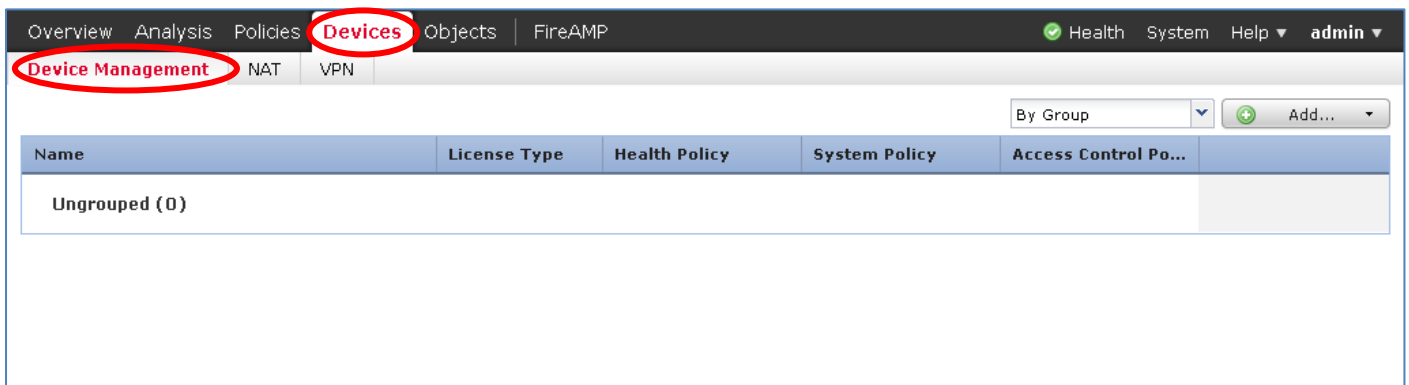 Overview Analysis Policies Devices Objects FireAMP Health System Help admin
Device Management NAT VPN
By Group Add...
Name License Type Health Policy System Policy Access Control Po...
Ungrouped (0)